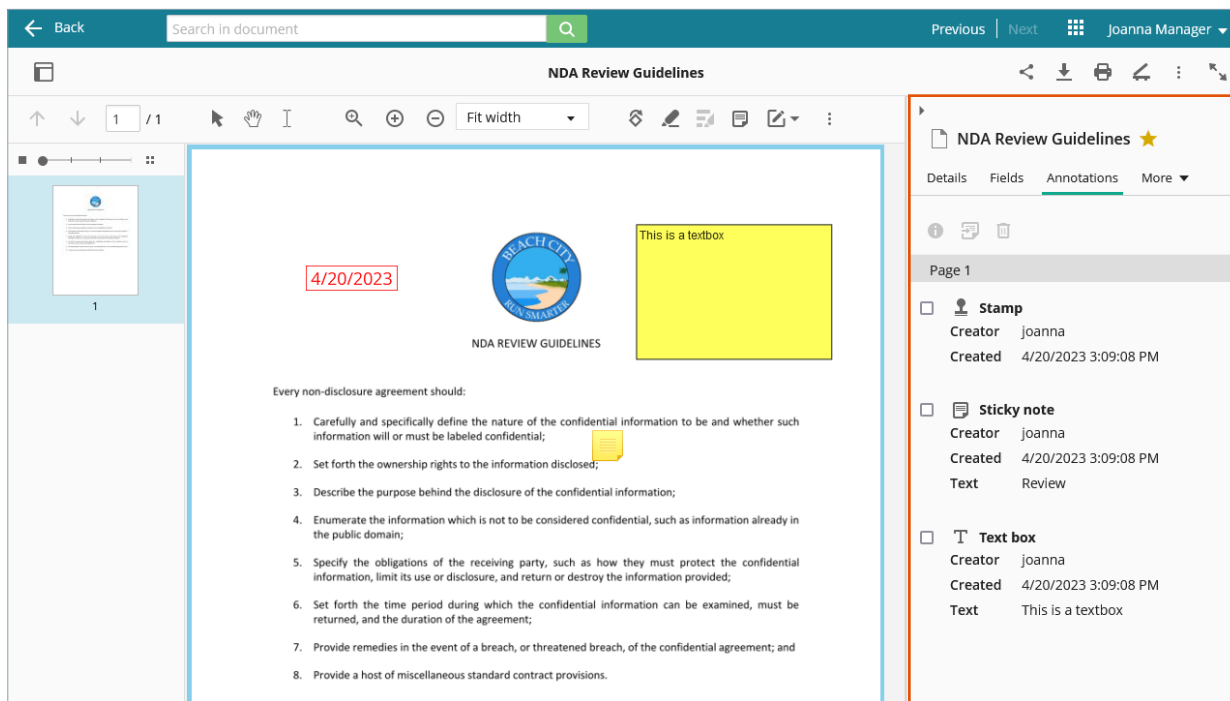 Back
Search in document
Previous
Next
Joanna Manager
NDA Review Guidelines
1 / 1
Fit width
1
BEACH CITY
RUN SMARTER
4/20/2023
This is a textbox
NDA REVIEW GUIDELINES
Every non-disclosure agreement should:
1. Carefully and specifically define the nature of the confidential information to be and whether such
information will or must be labeled confidential;
2. Set forth the ownership rights to the information disclosed;
3. Describe the purpose behind the disclosure of the confidential information;
4. Enumerate the information which is not to be considered confidential, such as information already in
the public domain;
5. Specify the obligations of the receiving party, such as how they must protect the confidential
information, limit its use or disclosure, and return or destroy the information provided;
6. Set forth the time period during which the confidential information can be examined, must be
returned, and the duration of the agreement;
7. Provide remedies in the event of a breach, or threatened breach, of the confidential agreement; and
8. Provide a host of miscellaneous standard contract provisions.
NDA Review Guidelines
Details Fields Annotations More
Page 1
Stamp
Creator joanna
Created 4/20/2023 3:09:08 PM
Sticky note
Creator joanna
Created 4/20/2023 3:09:08 PM
Text Review
Text box
Creator joanna
Created 4/20/2023 3:09:08 PM
Text This is a textbox